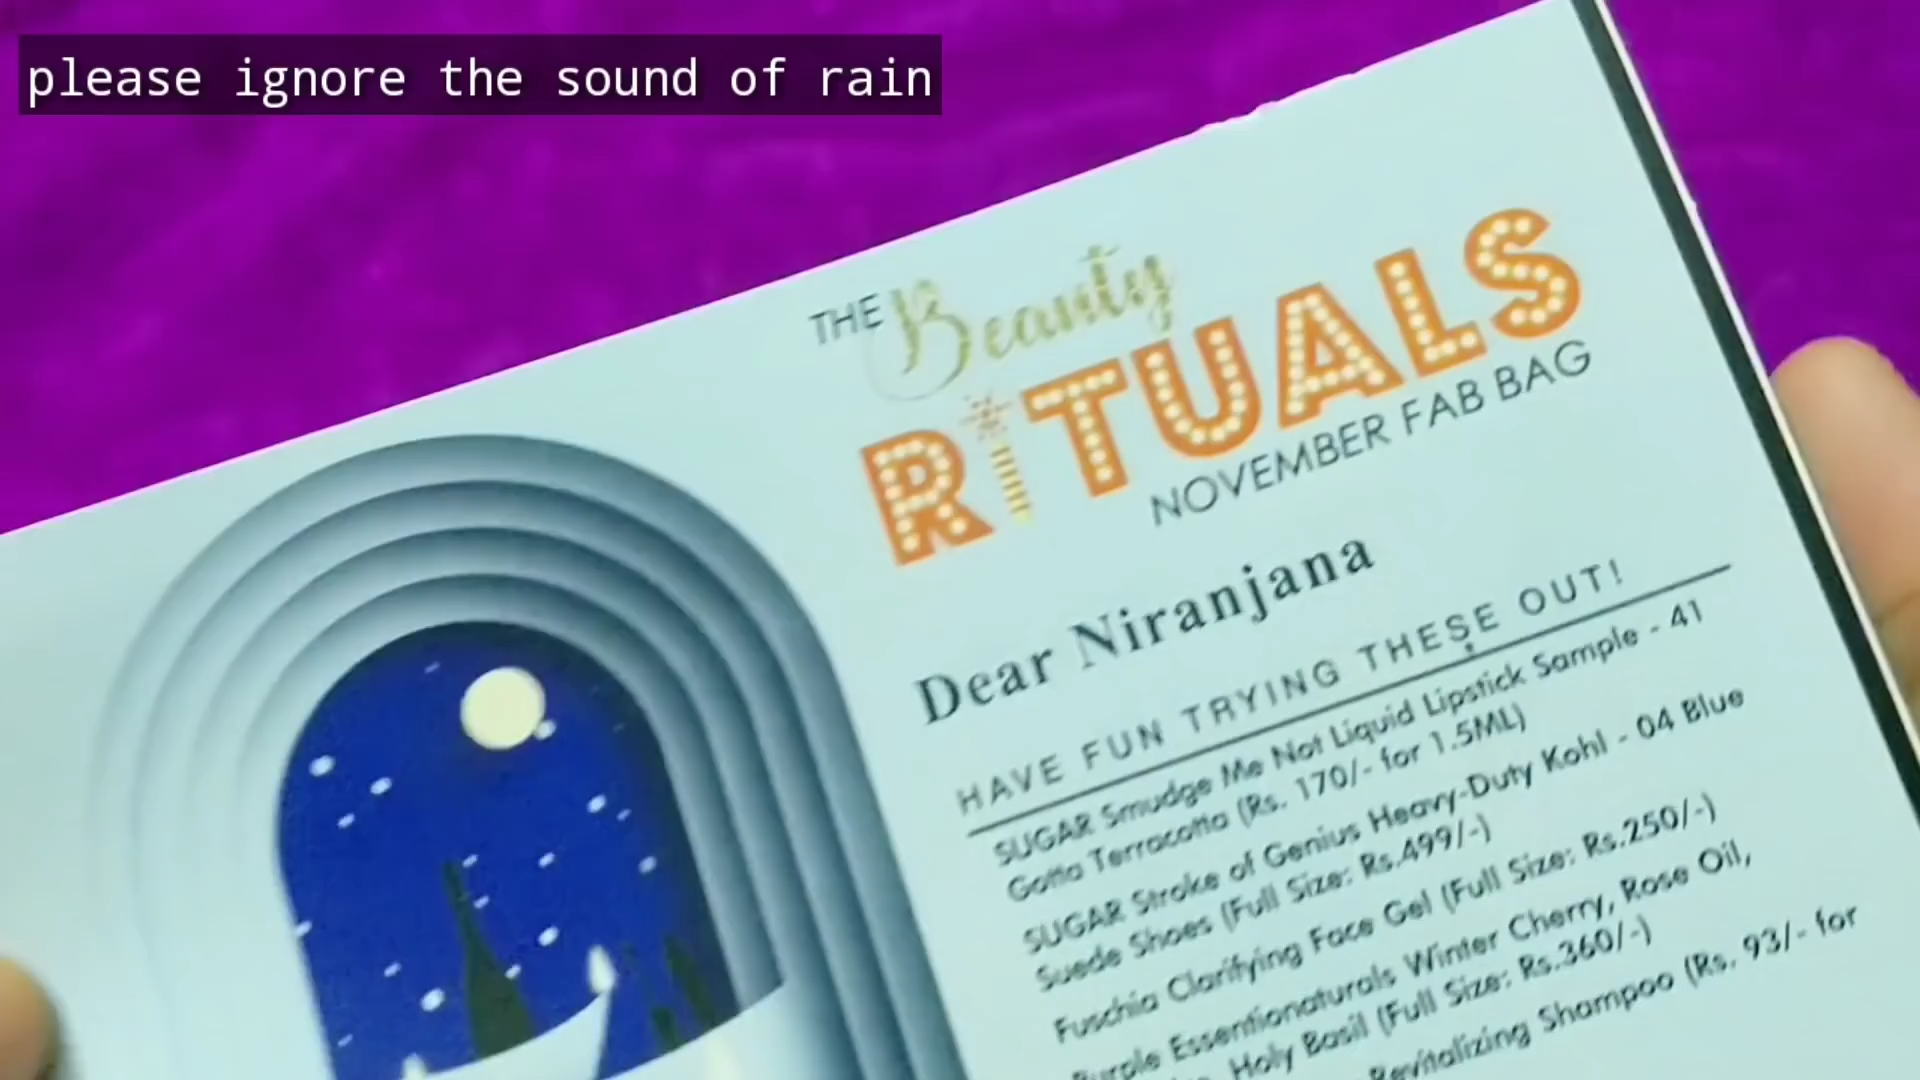 please ignore the sound of rain
THE Beauty
RITUALS
NOVEMBER FAB BAG
Dear Niranjana
HAVE FUN TRYING THESE OUT!
SUGAR Smudge Me Not Liquid Lipstick Sample - 41
Gotta Terracotta (Rs. 170/- for 1.5ML)
SUGAR Stroke of Genius Heavy-Duty Kohl - 04 Blue
Suede Shoes (Full Size: Rs.499/-)
Fuschia Clarifying Face Gel (Full Size: Rs.250/-)
Purple Essentionaturals Winter Cherry, Rose Oil,
Holy Basil (Full Size: Rs.360/-)
Revitalizing Shampoo (Rs. 93/- for